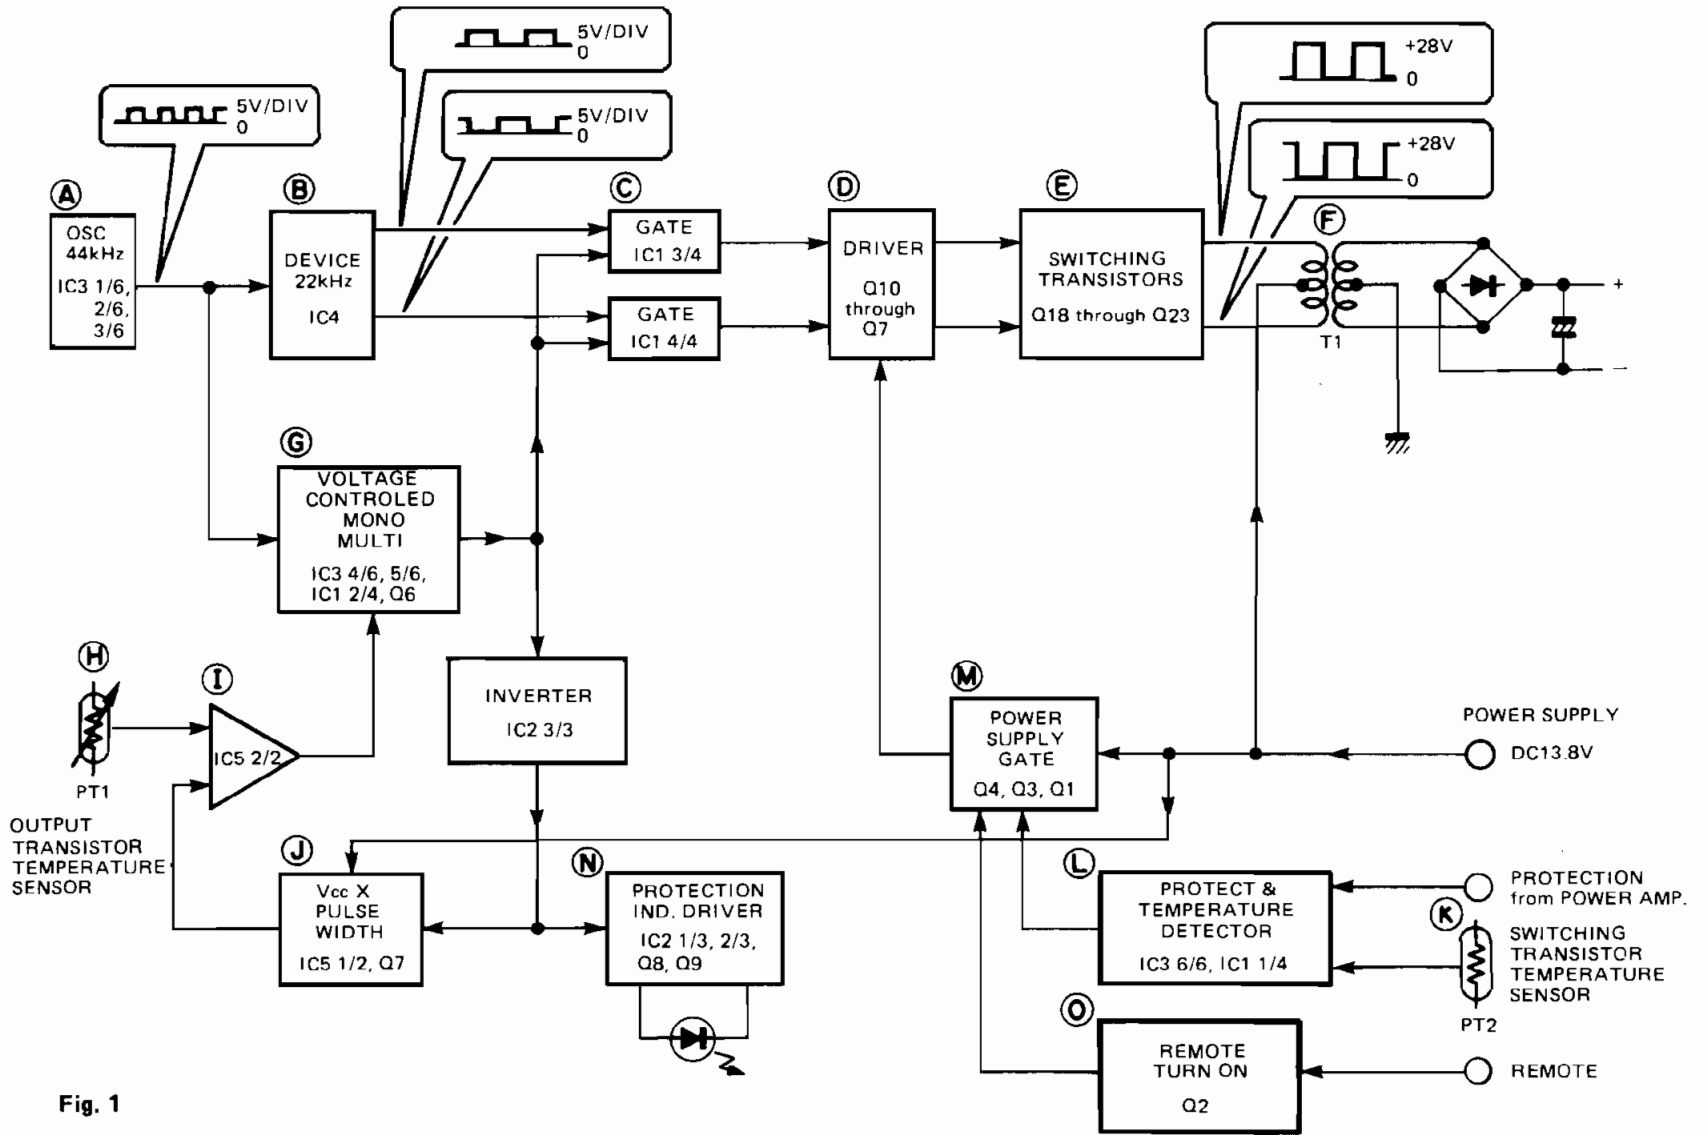 5V/DIV
0
5V/DIV
0
5V/DIV
0
+28V
0
+28V
0
A
OSC
44kHz
IC3 1/6,
2/6,
3/6
B
DEVICE
22kHz
IC4
C
GATE
IC1 3/4
GATE
IC1 4/4
D
DRIVER
Q10
through
Q7
E
SWITCHING
TRANSISTORS
Q18 through Q23
F
T1
+
−
G
VOLTAGE
CONTROLED
MONO
MULTI
IC3 4/6, 5/6,
IC1 2/4, Q6
H
PT1
OUTPUT
TRANSISTOR
TEMPERATURE
SENSOR
I
IC5 2/2
INVERTER
IC2 3/3
J
Vcc X
PULSE
WIDTH
IC5 1/2, Q7
N
PROTECTION
IND. DRIVER
IC2 1/3, 2/3,
Q8, Q9
M
POWER
SUPPLY
GATE
Q4, Q3, Q1
POWER SUPPLY
DC13.8V
L
PROTECT &
TEMPERATURE
DETECTOR
IC3 6/6, IC1 1/4
PROTECTION
from POWER AMP.
K
SWITCHING
TRANSISTOR
TEMPERATURE
SENSOR
PT2
O
REMOTE
TURN ON
Q2
REMOTE
Fig. 1